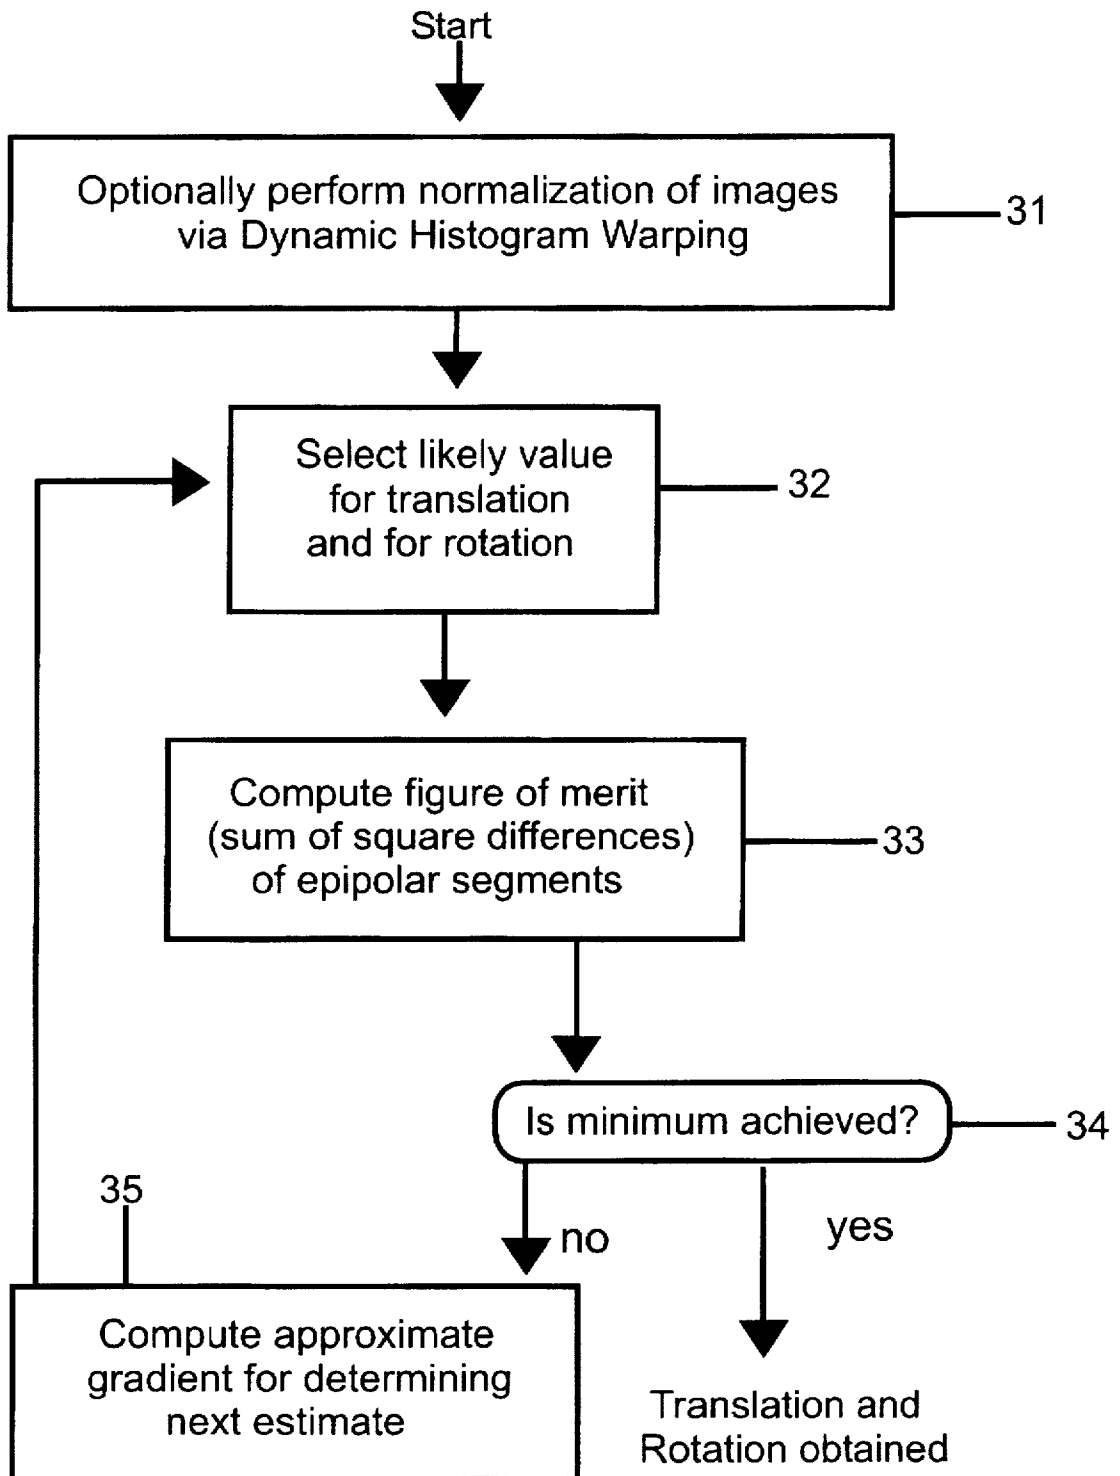 Start
Optionally perform normalization of images
via Dynamic Histogram Warping
31
Select likely value
for translation
and for rotation
32
Compute figure of merit
(sum of square differences)
of epipolar segments
33
Is minimum achieved?
34
35
no
yes
Compute approximate
gradient for determining
next estimate
Translation and
Rotation obtained